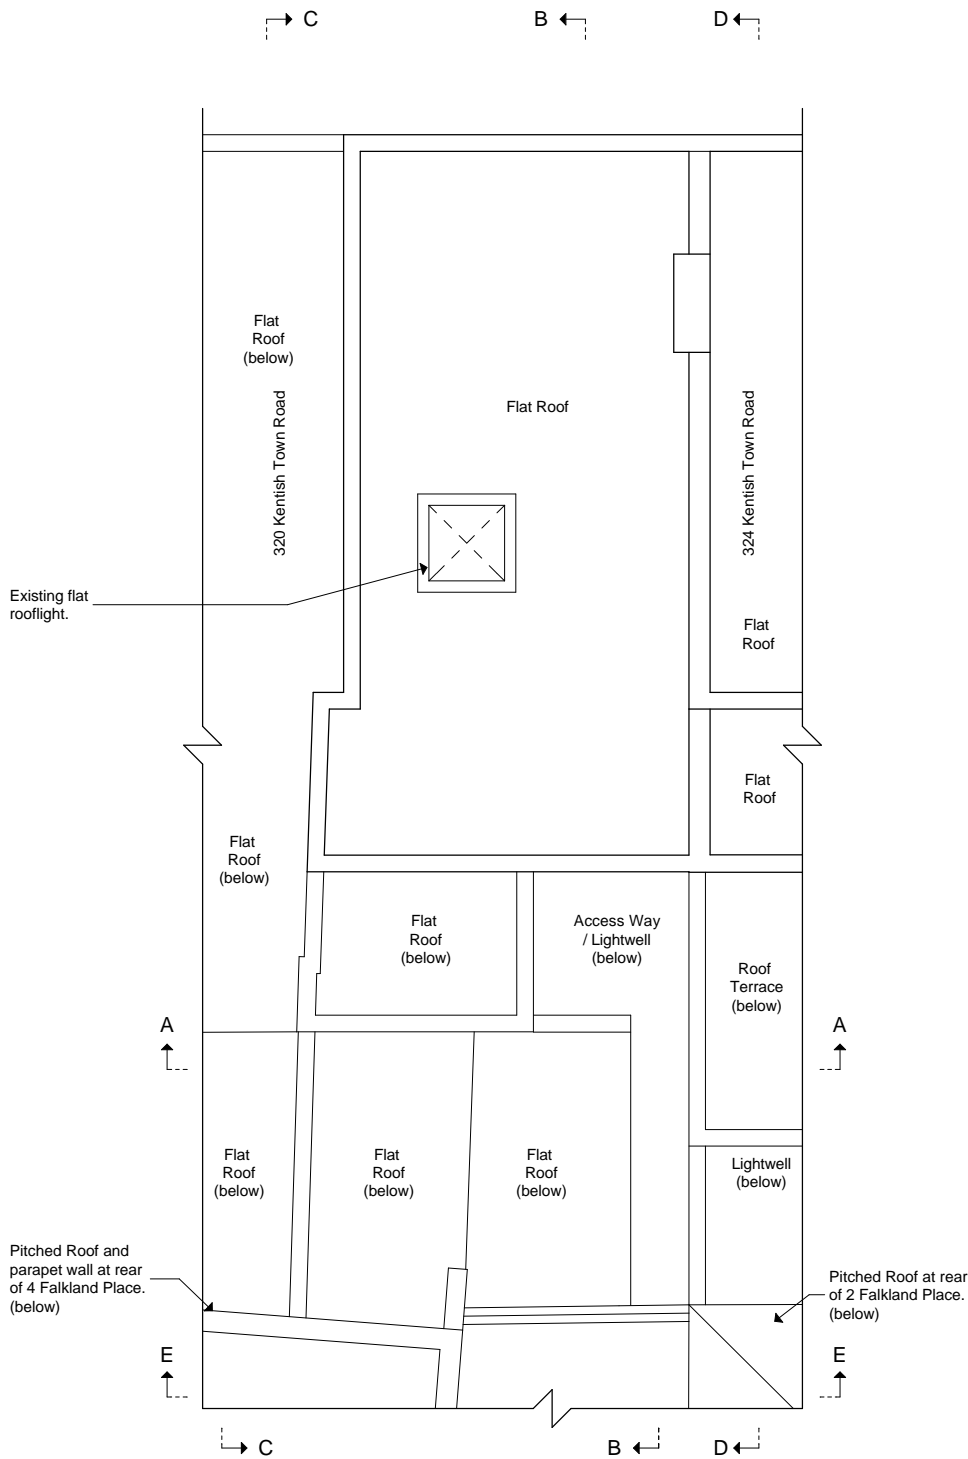 C
B
D
Flat
Roof
(below)
Flat Roof
320 Kentish Town Road
324 Kentish Town Road
Existing flat
rooflight.
Flat
Roof
Flat
Roof
Flat
Roof
(below)
Flat
Roof
(below)
Access Way
/ Lightwell
(below)
Roof
Terrace
(below)
A
A
Flat
Roof
(below)
Flat
Roof
(below)
Flat
Roof
(below)
Lightwell
(below)
Pitched Roof and
parapet wall at rear
of 4 Falkland Place.
(below)
Pitched Roof at rear
of 2 Falkland Place.
(below)
E
E
C
B
D